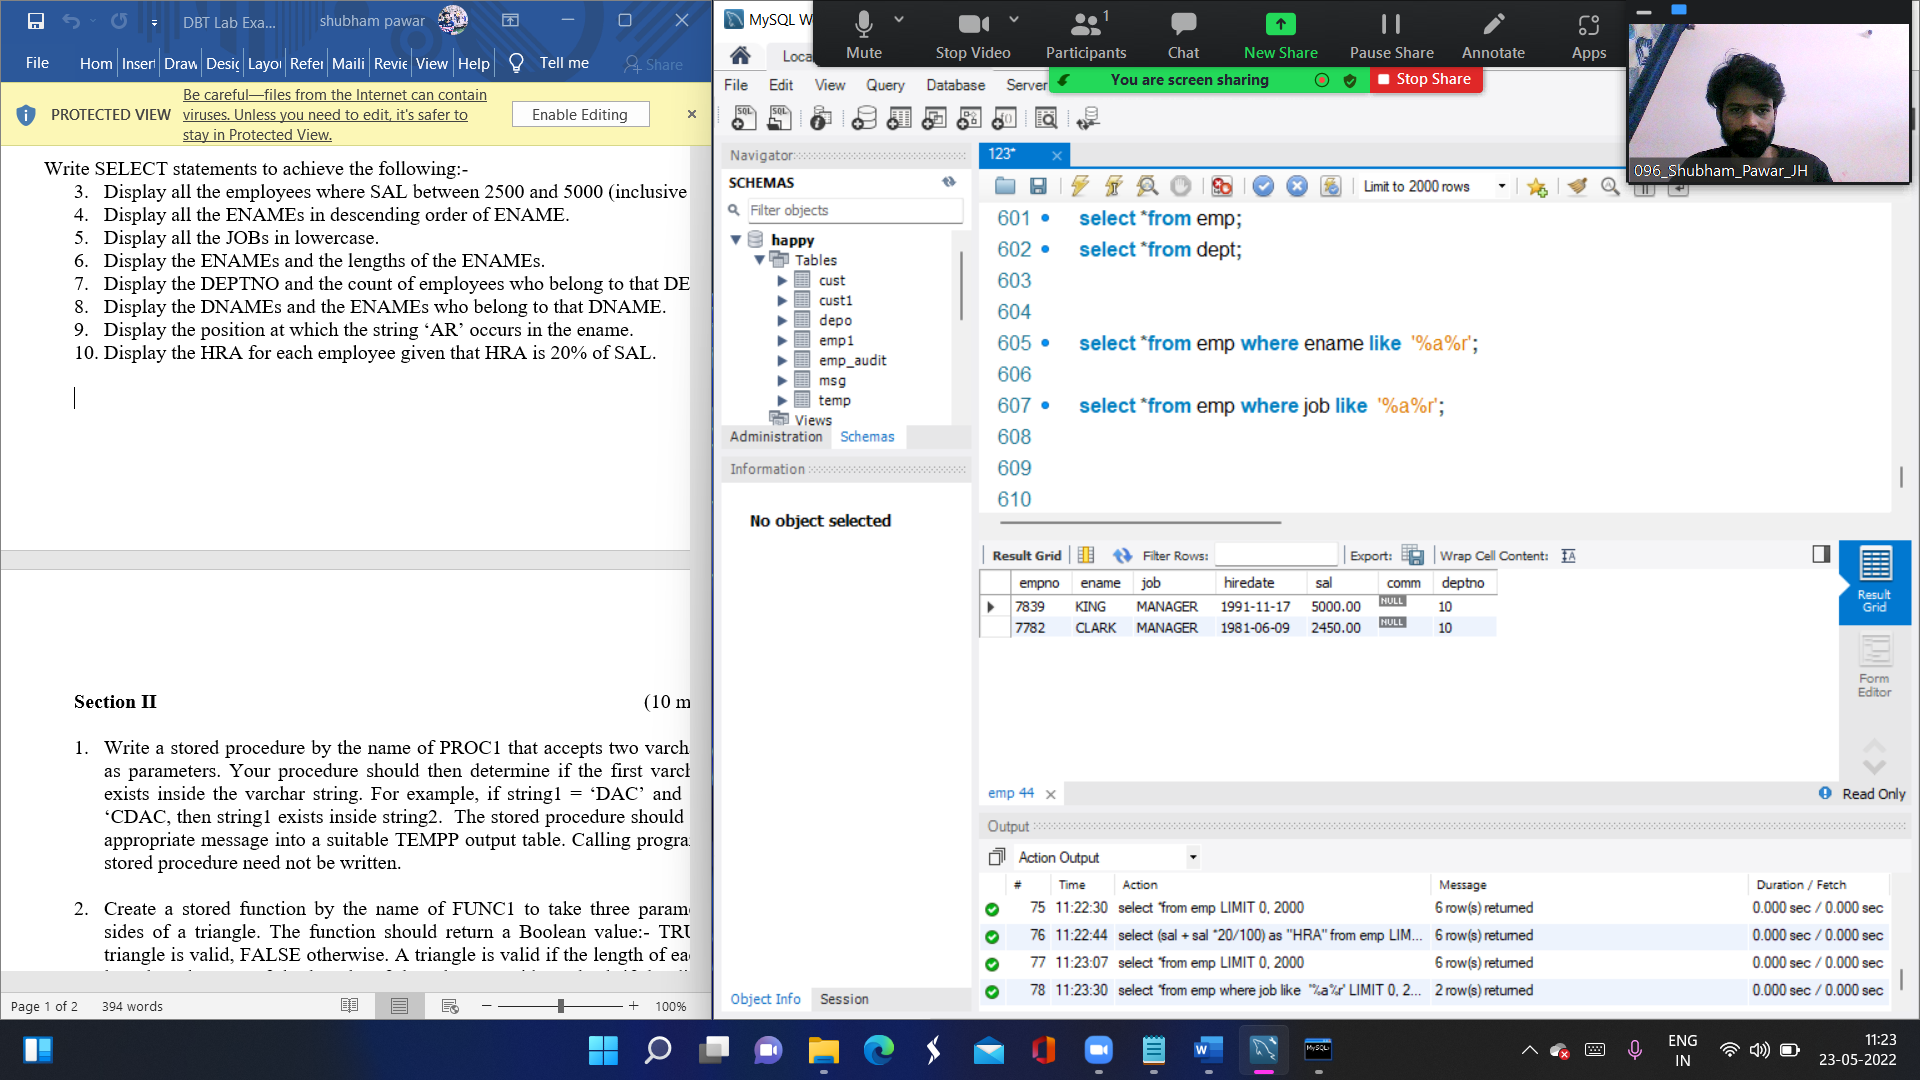 DBT Lab Exa...
shubham pawar
File
Hom
Inser
Draw
Desig
Layo
Refer
Maili
Revie
View
Help
Tell me
Share
PROTECTED VIEW
Be careful—files from the Internet can contain
viruses. Unless you need to edit, it's safer to
stay in Protected View.
Enable Editing
Write SELECT statements to achieve the following:-
3. Display all the employees where SAL between 2500 and 5000 (inclusive
4. Display all the ENAMEs in descending order of ENAME.
5. Display all the JOBs in lowercase.
6. Display the ENAMEs and the lengths of the ENAMEs.
7. Display the DEPTNO and the count of employees who belong to that DE
8. Display the DNAMEs and the ENAMEs who belong to that DNAME.
9. Display the position at which the string ‘AR’ occurs in the ename.
10. Display the HRA for each employee given that HRA is 20% of SAL.
Section II (10 m
1. Write a stored procedure by the name of PROC1 that accepts two varch
as parameters. Your procedure should then determine if the first varch
exists inside the varchar string. For example, if string1 = ‘DAC’ and
‘CDAC, then string1 exists inside string2. The stored procedure should
appropriate message into a suitable TEMPP output table. Calling progra
stored procedure need not be written.
2. Create a stored function by the name of FUNC1 to take three param
sides of a triangle. The function should return a Boolean value:- TRU
triangle is valid, FALSE otherwise. A triangle is valid if the length of eac
Page 1 of 2
394 words
100%
MySQL W
Loca
Mute
Stop Video
1
Participants
Chat
New Share
Pause Share
Annotate
Apps
You are screen sharing
Stop Share
096_Shubham_Pawar_JH
File Edit View Query Database Server
Navigator
SCHEMAS
Filter objects
happy
Tables
cust
cust1
depo
emp1
emp_audit
msg
temp
Views
Administration
Schemas
Information
No object selected
Object Info
Session
123*
Limit to 2000 rows
601 select *from emp;
602 select *from dept;
603
604
605 select *from emp where ename like '%a%r';
606
607 select *from emp where job like '%a%r';
608
609
610
Result Grid
Filter Rows:
Export:
Wrap Cell Content:
empno ename job hiredate sal comm deptno
7839 KING MANAGER 1991-11-17 5000.00 NULL 10
7782 CLARK MANAGER 1981-06-09 2450.00 NULL 10
Result
Grid
Form
Editor
emp 44
Read Only
Output
Action Output
# Time Action Message Duration / Fetch
75 11:22:30 select *from emp LIMIT 0, 2000 6 row(s) returned 0.000 sec / 0.000 sec
76 11:22:44 select (sal + sal *20/100) as "HRA" from emp LIM... 6 row(s) returned 0.000 sec / 0.000 sec
77 11:23:07 select *from emp LIMIT 0, 2000 6 row(s) returned 0.000 sec / 0.000 sec
78 11:23:30 select *from emp where job like '%a%r' LIMIT 0, 2... 2 row(s) returned 0.000 sec / 0.000 sec
ENG
IN
11:23
23-05-2022